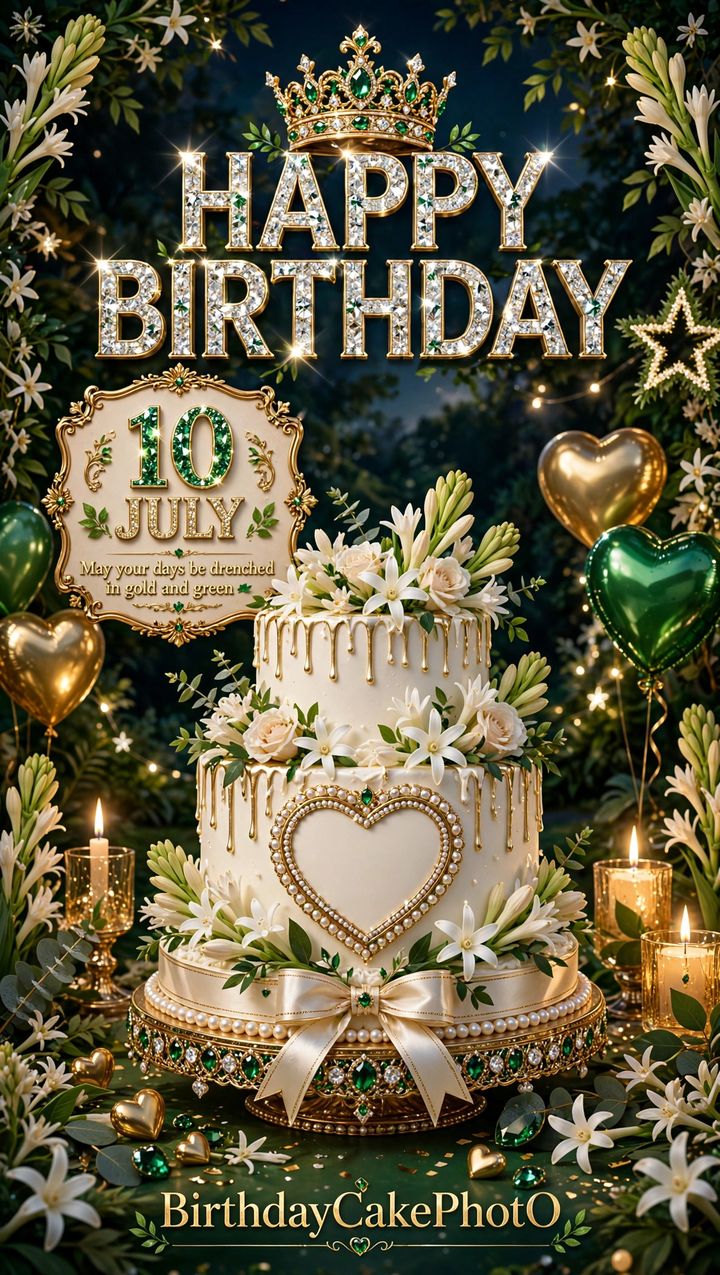 HAPPY
BIRTHDAY
10
JULY
May your days be drenched
in gold and green
BirthdayCakePhotO